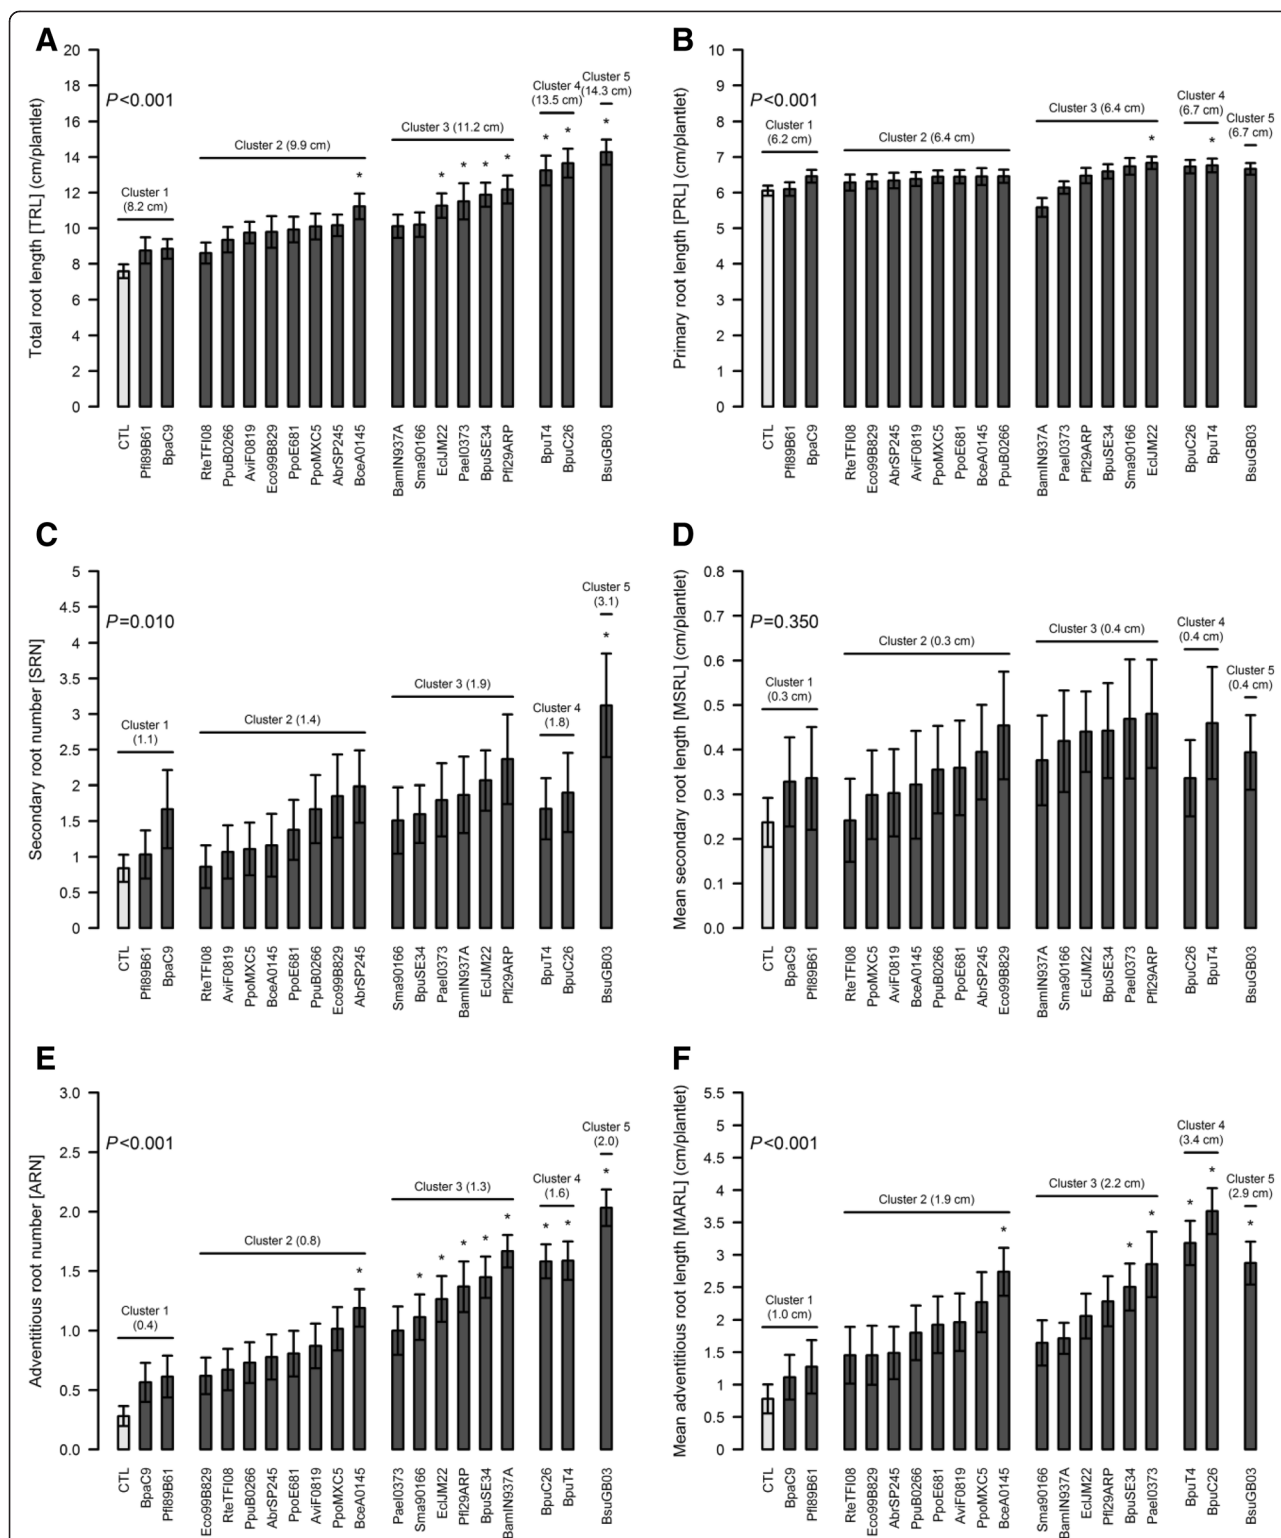 A
Total root length [TRL] (cm/plantlet)
20
18
16
14
12
10
8
6
4
2
0
P<0.001
Cluster 1
(8.2 cm)
Cluster 2 (9.9 cm)
Cluster 3 (11.2 cm)
Cluster 4
(13.5 cm)
Cluster 5
(14.3 cm)
*
*
*
*
*
*
*
*
CTL
Pfl89B61
BpaC9
RteTFI08
PpuB0266
AviF0819
Eco99B829
PpoE681
PpoMXC5
AbrSP245
BceA0145
BamIN937A
Sma90166
EclJM22
Pael0373
BpuSE34
Pfl29ARP
BpuT4
BpuC26
BsuGB03
B
Primary root length [PRL] (cm/plantlet)
10
9
8
7
6
5
4
3
2
1
0
P<0.001
Cluster 1
(6.2 cm)
Cluster 2 (6.4 cm)
Cluster 3 (6.4 cm)
Cluster 4
(6.7 cm)
Cluster 5
(6.7 cm)
*
*
CTL
Pfl89B61
BpaC9
RteTFI08
Eco99B829
AbrSP245
AviF0819
PpoMXC5
PpoE681
BceA0145
PpuB0266
BamIN937A
Pael0373
Pfl29ARP
BpuSE34
Sma90166
EclJM22
BpuC26
BpuT4
BsuGB03
C
Secondary root number [SRN]
5
4.5
4
3.5
3
2.5
2
1.5
1
0.5
0
P=0.010
Cluster 1
(1.1)
Cluster 2 (1.4)
Cluster 3 (1.9)
Cluster 4
(1.8)
Cluster 5
(3.1)
*
CTL
Pfl89B61
BpaC9
RteTFI08
AviF0819
PpoMXC5
BceA0145
PpoE681
PpuB0266
Eco99B829
AbrSP245
Sma90166
BpuSE34
Pael0373
BamIN937A
EclJM22
Pfl29ARP
BpuT4
BpuC26
BsuGB03
D
Mean secondary root length [MSRL] (cm/plantlet)
0.8
0.7
0.6
0.5
0.4
0.3
0.2
0.1
0.0
P=0.350
Cluster 1
(0.3 cm)
Cluster 2 (0.3 cm)
Cluster 3 (0.4 cm)
Cluster 4
(0.4 cm)
Cluster 5
(0.4 cm)
CTL
BpaC9
Pfl89B61
RteTFI08
PpoMXC5
AviF0819
BceA0145
PpuB0266
PpoE681
AbrSP245
Eco99B829
BamIN937A
Sma90166
EclJM22
BpuSE34
Pael0373
Pfl29ARP
BpuC26
BpuT4
BsuGB03
E
Adventitious root number [ARN]
3.0
2.5
2.0
1.5
1.0
0.5
0.0
P<0.001
Cluster 1
(0.4)
Cluster 2 (0.8)
Cluster 3 (1.3)
Cluster 4
(1.6)
Cluster 5
(2.0)
*
*
*
*
*
*
*
*
*
CTL
BpaC9
Pfl89B61
Eco99B829
RteTFI08
PpuB0266
AbrSP245
PpoE681
AviF0819
PpoMXC5
BceA0145
Pael0373
Sma90166
EclJM22
Pfl29ARP
BpuSE34
BamIN937A
BpuC26
BpuT4
BsuGB03
F
Mean adventitious root length [MARL] (cm/plantlet)
5.5
5
4.5
4
3.5
3
2.5
2
1.5
1
0.5
0
P<0.001
Cluster 1
(1.0 cm)
Cluster 2 (1.9 cm)
Cluster 3 (2.2 cm)
Cluster 4
(3.4 cm)
Cluster 5
(2.9 cm)
*
*
*
*
*
*
CTL
BpaC9
Pfl89B61
RteTFI08
Eco99B829
AbrSP245
PpuB0266
PpoE681
AviF0819
PpoMXC5
BceA0145
Sma90166
BamIN937A
EclJM22
Pfl29ARP
BpuSE34
Pael0373
BpuT4
BpuC26
BsuGB03